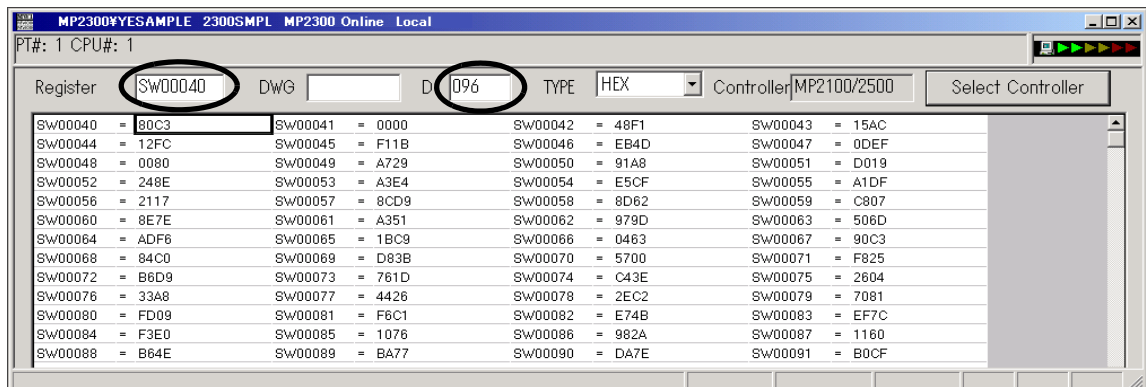 MP2300¥YESAMPLE 2300SMPL MP2300 Online Local
PT#: 1 CPU#: 1
Register SW00040 DWG D 096 TYPE HEX Controller MP2100/2500 Select Controller
SW00040 = 80C3 SW00041 = 0000 SW00042 = 48F1 SW00043 = 15AC
SW00044 = 12FC SW00045 = F11B SW00046 = EB4D SW00047 = 0DEF
SW00048 = 0080 SW00049 = A729 SW00050 = 91A8 SW00051 = D019
SW00052 = 248E SW00053 = A3E4 SW00054 = E5CF SW00055 = A1DF
SW00056 = 2117 SW00057 = 8CD9 SW00058 = 8D62 SW00059 = C807
SW00060 = 8E7E SW00061 = A351 SW00062 = 979D SW00063 = 506D
SW00064 = ADF6 SW00065 = 1BC9 SW00066 = 0463 SW00067 = 90C3
SW00068 = 84C0 SW00069 = D83B SW00070 = 5700 SW00071 = F825
SW00072 = B6D9 SW00073 = 761D SW00074 = C43E SW00075 = 2604
SW00076 = 33A8 SW00077 = 4426 SW00078 = 2EC2 SW00079 = 7081
SW00080 = FD09 SW00081 = F6C1 SW00082 = E74B SW00083 = EF7C
SW00084 = F3E0 SW00085 = 1076 SW00086 = 982A SW00087 = 1160
SW00088 = B64E SW00089 = BA77 SW00090 = DA7E SW00091 = B0CF